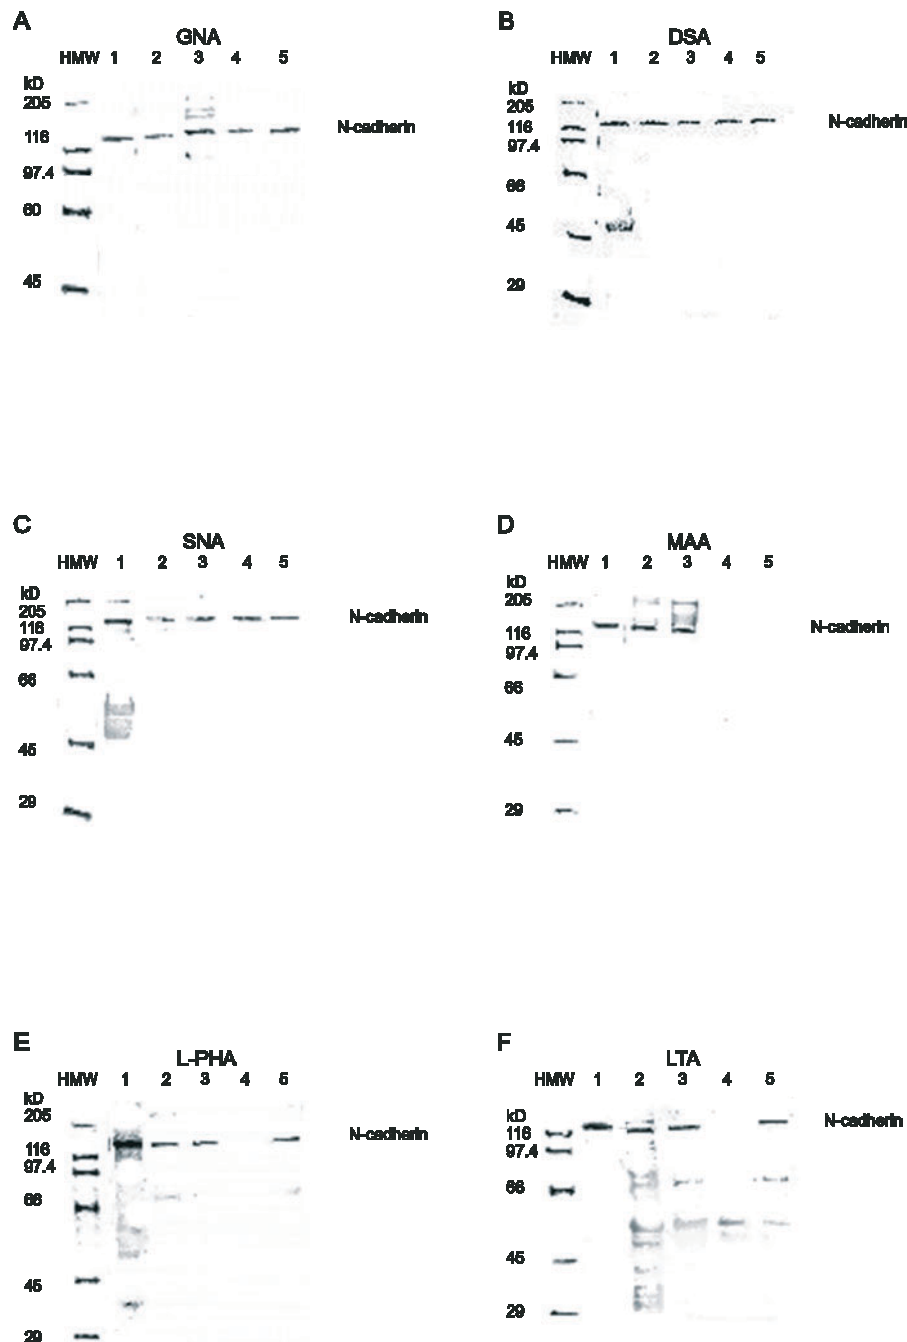 A
GNA
HMW 1 2 3 4 5
kD
205
116
97.4
60
45
N-cadherin
B
DSA
HMW 1 2 3 4 5
kD
205
116
97.4
66
45
29
N-cadherin
C
SNA
HMW 1 2 3 4 5
kD
205
116
97.4
66
45
29
N-cadherin
D
MAA
HMW 1 2 3 4 5
kD
205
116
97.4
66
45
29
N-cadherin
E
L-PHA
HMW 1 2 3 4 5
kD
205
116
97.4
66
45
29
N-cadherin
F
LTA
HMW 1 2 3 4 5
kD
116
97.4
66
45
29
N-cadherin